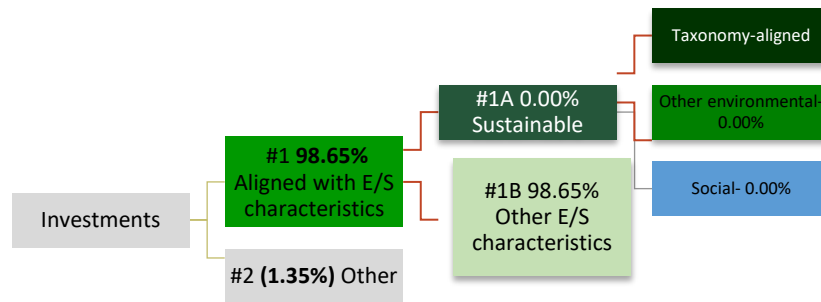 Taxonomy-aligned
#1A 0.00%
Sustainable
Other environmental-
0.00%
#1 98.65%
Aligned with E/S
characteristics
#1B 98.65%
Other E/S
characteristics
Social- 0.00%
Investments
#2 (1.35%) Other